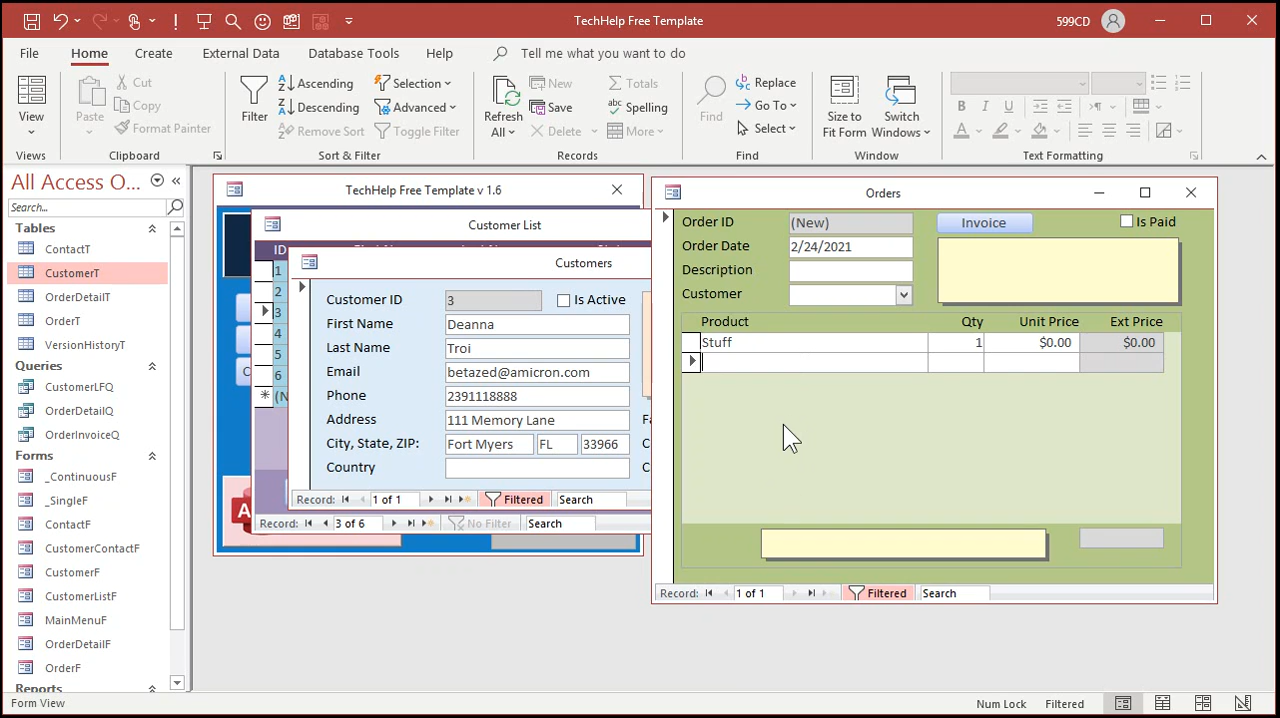 TechHelp Free Template
599CD
File
Home
Create
External Data
Database Tools
Help
Tell me what you want to do
View
Views
Paste
Cut
Copy
Format Painter
Clipboard
Filter
Ascending
Descending
Remove Sort
Selection
Advanced
Toggle Filter
Sort & Filter
Refresh All
New
Save
Delete
Totals
Spelling
More
Records
Find
Replace
Go To
Select
Find
Size to Fit Form
Switch Windows
Window
B I U
A
Text Formatting
All Access O...
Search...
Tables
ContactT
CustomerT
OrderDetailT
OrderT
VersionHistoryT
Queries
CustomerLFQ
OrderDetailQ
OrderInvoiceQ
Forms
_ContinuousF
_SingleF
ContactF
CustomerContactF
CustomerF
CustomerListF
MainMenuF
OrderDetailF
OrderF
Reports
TechHelp Free Template v 1.6
Customer List
ID
1
2
3
4
5
6
Record: 3 of 6 No Filter Search
Customers
Customer ID 3 Is Active
First Name Deanna
Last Name Troi
Email betazed@amicron.com
Phone 2391118888
Address 111 Memory Lane
City, State, ZIP: Fort Myers FL 33966
Country
Record: 1 of 1 Filtered Search
Orders
Order ID (New) Invoice Is Paid
Order Date 2/24/2021
Description
Customer
Product Qty Unit Price Ext Price
Stuff 1 $0.00 $0.00
Record: 1 of 1 Filtered Search
Form View
Num Lock Filtered